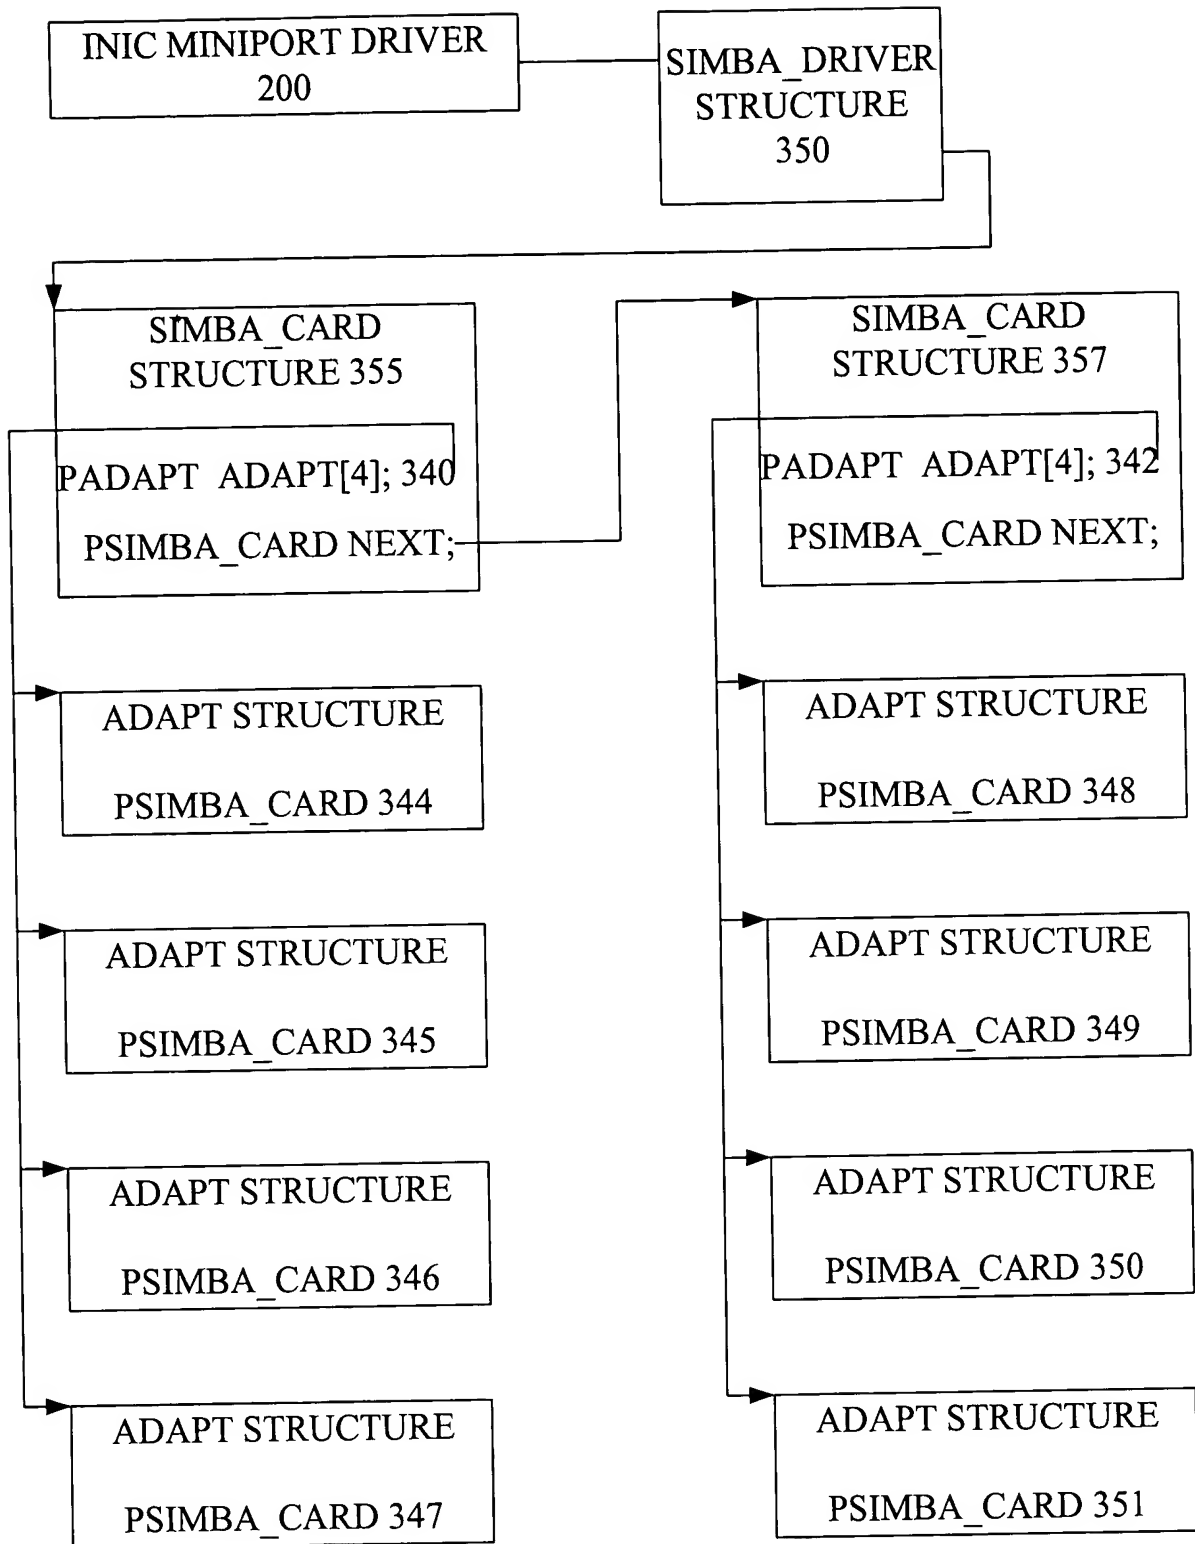 INIC MINIPORT DRIVER
200
SIMBA_DRIVER
STRUCTURE
350
SIMBA_CARD
STRUCTURE 355
PADAPT ADAPT[4]; 340
PSIMBA_CARD NEXT;
SIMBA_CARD
STRUCTURE 357
PADAPT ADAPT[4]; 342
PSIMBA_CARD NEXT;
ADAPT STRUCTURE
PSIMBA_CARD 344
ADAPT STRUCTURE
PSIMBA_CARD 348
ADAPT STRUCTURE
PSIMBA_CARD 345
ADAPT STRUCTURE
PSIMBA_CARD 349
ADAPT STRUCTURE
PSIMBA_CARD 346
ADAPT STRUCTURE
PSIMBA_CARD 350
ADAPT STRUCTURE
PSIMBA_CARD 347
ADAPT STRUCTURE
PSIMBA_CARD 351